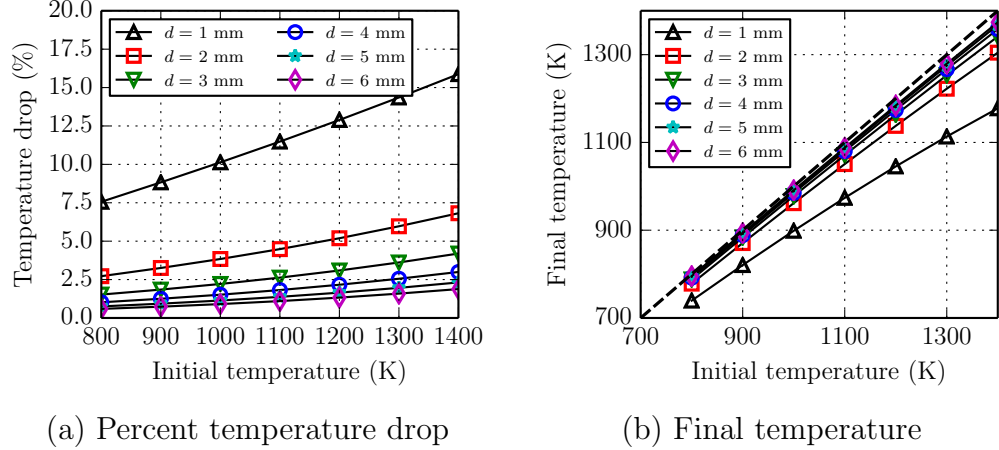 20.0
17.5
15.0
12.5
10.0
7.5
5.0
2.5
0.0
Temperature drop (%)
d = 1 mm
d = 2 mm
d = 3 mm
d = 4 mm
d = 5 mm
d = 6 mm
800 900 1000 1100 1200 1300 1400
Initial temperature (K)
(a) Percent temperature drop
1300
1100
900
700
Final temperature (K)
d = 1 mm
d = 2 mm
d = 3 mm
d = 4 mm
d = 5 mm
d = 6 mm
700 900 1100 1300
Initial temperature (K)
(b) Final temperature